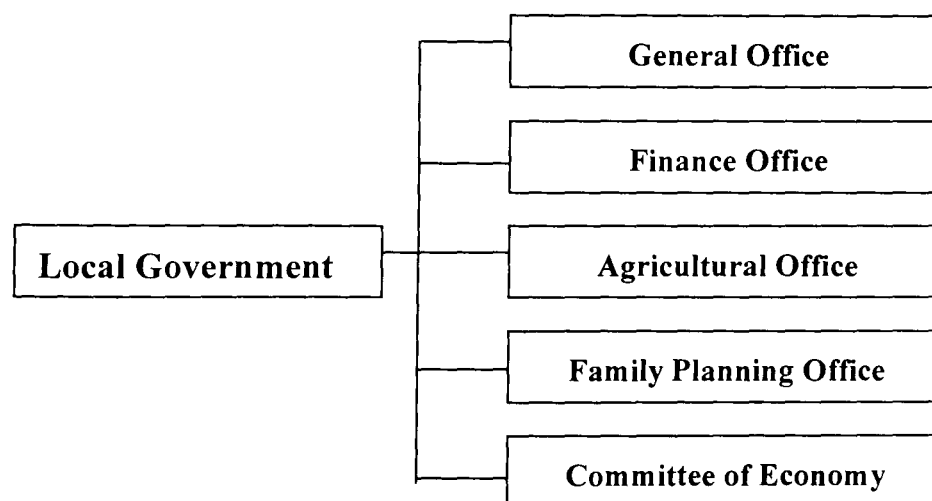 General Office
Finance Office
Local Government
Agricultural Office
Family Planning Office
Committee of Economy